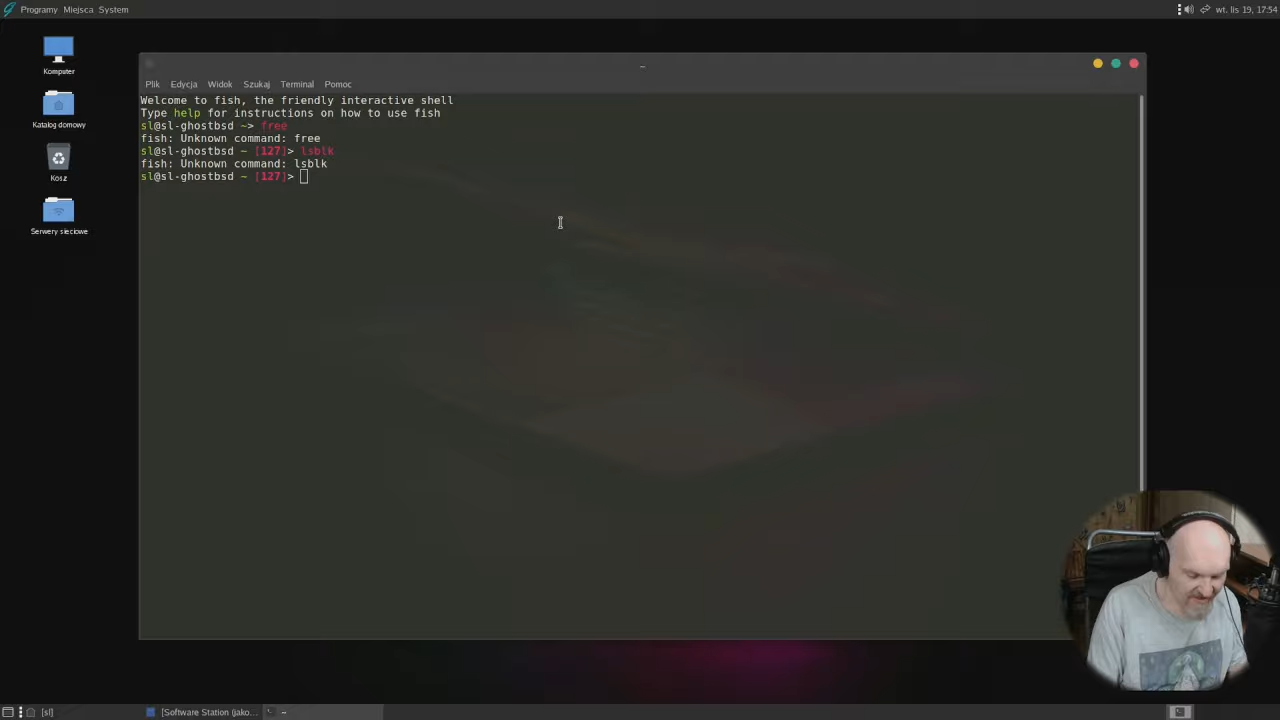 Programy Miejsca System
wt. lis 19, 17:54
Komputer
Katalog domowy
Kosz
Serwery sieciowe
Plik Edycja Widok Szukaj Terminal Pomoc
Welcome to fish, the friendly interactive shell
Type help for instructions on how to use fish
sl@sl-ghostbsd ~> free
fish: Unknown command: free
sl@sl-ghostbsd ~ [127]> lsblk
fish: Unknown command: lsblk
sl@sl-ghostbsd ~ [127]>
[sl]
[Software Station (jako...
~